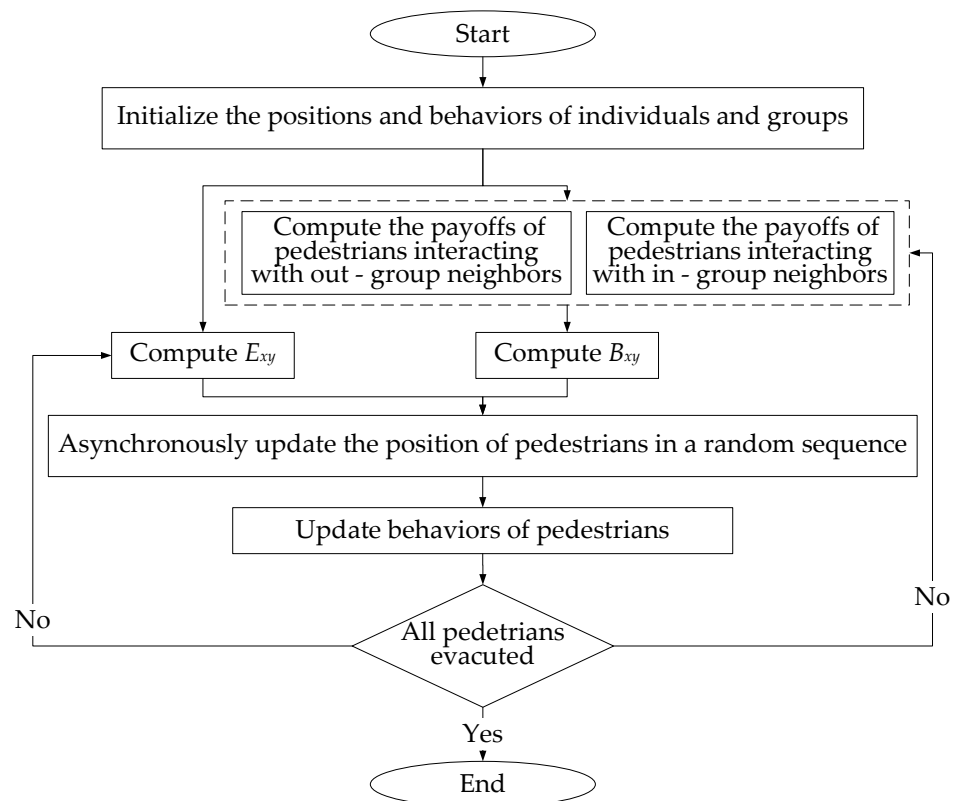 Start
Initialize the positions and behaviors of individuals and groups
Compute the payoffs of
pedestrians interacting
with out - group neighbors
Compute the payoffs of
pedestrians interacting
with in - group neighbors
Compute Exy
Compute Bxy
Asynchronously update the position of pedestrians in a random sequence
Update behaviors of pedestrians
No
All pedetrians
evacuted
No
Yes
End